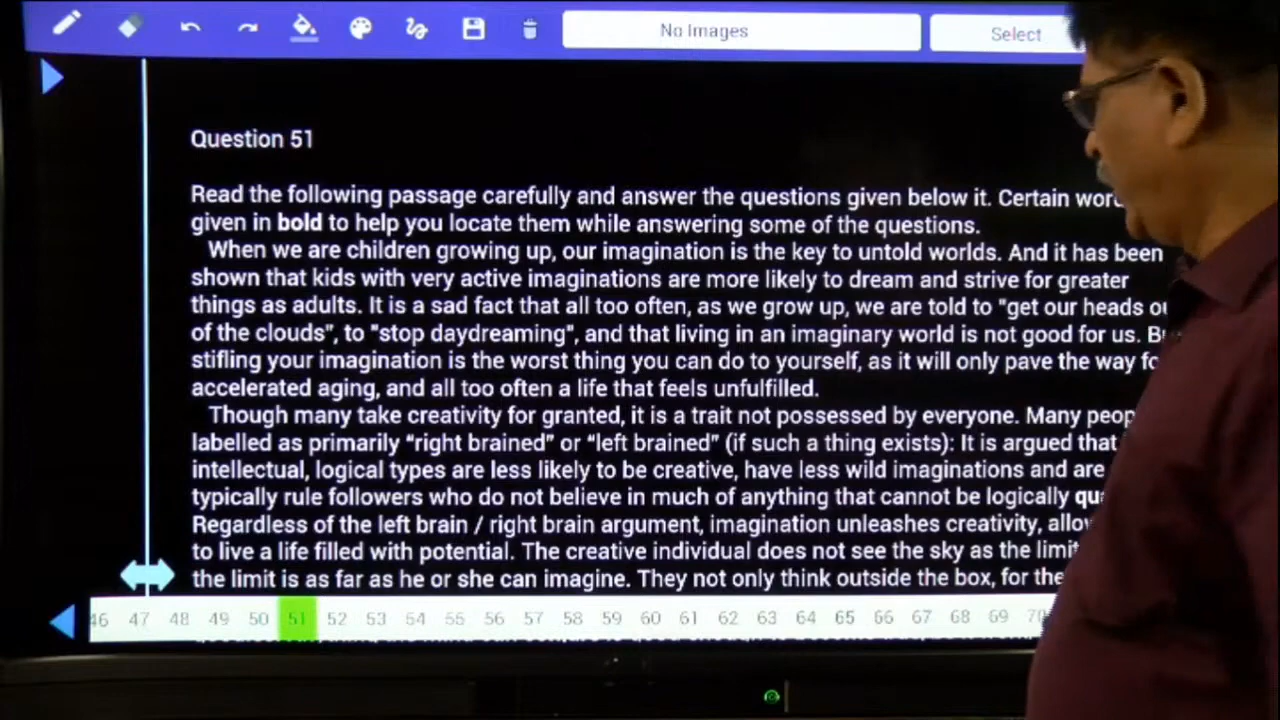 No Images
Select
Question 51
Read the following passage carefully and answer the questions given below it. Certain
given in bold to help you locate them while answering some of the questions.
When we are children growing up, our imagination is the key to untold worlds. And it has been
shown that kids with very active imaginations are more likely to dream and strive for greater
things as adults. It is a sad fact that all too often, as we grow up, we are told to "get our heads
of the clouds", to "stop daydreaming", and that living in an imaginary world is not good for us.
stifling your imagination is the worst thing you can do to yourself, as it will only pave the way
accelerated aging, and all too often a life that feels unfulfilled.
Though many take creativity for granted, it is a trait not possessed by everyone. Many
labelled as primarily “right brained” or “left brained” (if such a thing exists): It is argued that
intellectual, logical types are less likely to be creative, have less wild imaginations and are
typically rule followers who do not believe in much of anything that cannot be logically
Regardless of the left brain / right brain argument, imagination unleashes creativity,
to live a life filled with potential. The creative individual does not see the sky as the limit
the limit is as far as he or she can imagine. They not only think outside the box, for the
46 47 48 49 50 51 52 53 54 55 56 57 58 59 60 61 62 63 64 65 66 67 68 69 70